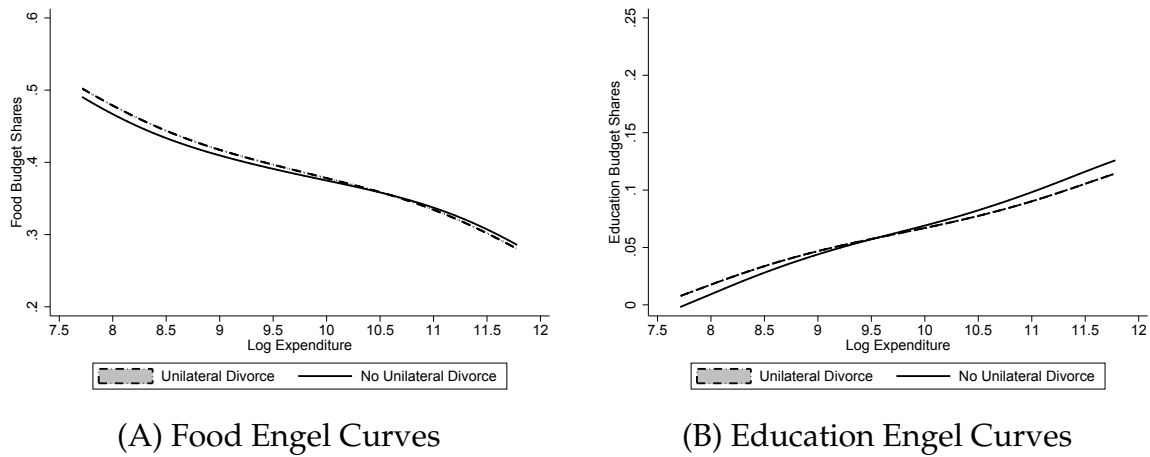 Food Budget Shares
.6
.5
.4
.3
.2
7.5 8 8.5 9 9.5 10 10.5 11 11.5 12
Log Expenditure
Unilateral Divorce No Unilateral Divorce
(A) Food Engel Curves
Education Budget Shares
.25
.2
.15
.1
.05
0
7.5 8 8.5 9 9.5 10 10.5 11 11.5 12
Log Expenditure
Unilateral Divorce No Unilateral Divorce
(B) Education Engel Curves